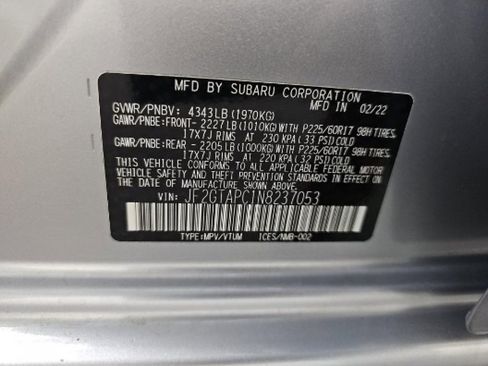 MFD BY SUBARU CORPORATION
GVWR/PNBV: 4343LB(1970KG) MADE IN JAPAN 02/22
GAWR/PNBE:FRONT- 2227LB(1010KG)WITH P225/60R17 98H TIRES,
17X7J RIMS AT 230 KPA(33 PSI)COLD
GAWR/PNBE:REAR - 2205LB(1000KG)WITH P225/60R17 98H TIRES,
17X7J RIMS AT 220 KPA(32 PSI)COLD
THIS VEHICLE CONFORMS TO ALL APPLICABLE FEDERAL MOTOR
VEHICLE SAFETY AND THEFT PREVENTION STANDARDS IN EFFECT
ON THE DATE OF MANUFACTURE SHOWN ABOVE.
VIN: JF2GTAPC1N8237053
TYPE:MPV/VTUM ICES/NMB-002